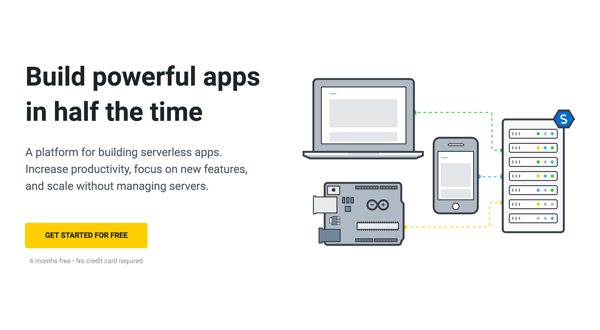 Build powerful apps
in half the time
A platform for building serverless apps.
Increase productivity, focus on new features,
and scale without managing servers.
GET STARTED FOR FREE
6 months free • No credit card required
S